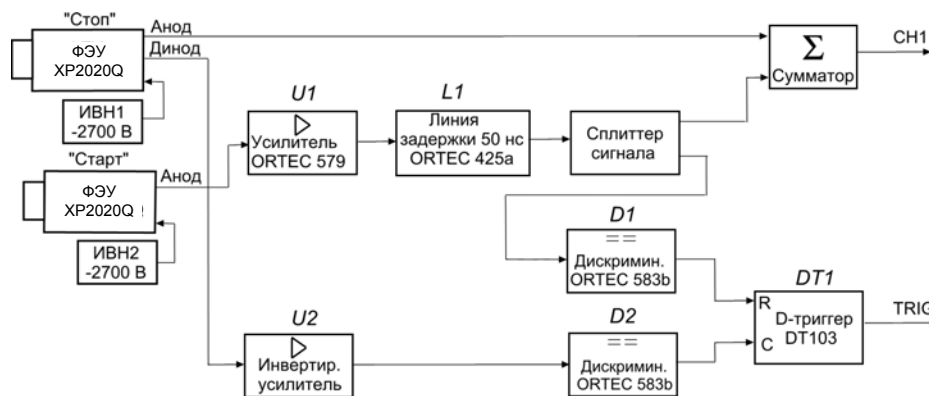 "Стоп"
ФЭУ
XP2020Q
Анод
Динод
ИВН1
-2700 В
"Старт"
ФЭУ
XP2020Q
Анод
ИВН2
-2700 В
U1
Усилитель
ORTEC 579
L1
Линия
задержки 50 нс
ORTEC 425a
Сплиттер
сигнала
Σ
Сумматор
CH1
D1
==
Дискримин.
ORTEC 583b
U2
Инвертир.
усилитель
D2
==
Дискримин.
ORTEC 583b
DT1
R
D-триггер
DT103
C
TRIG